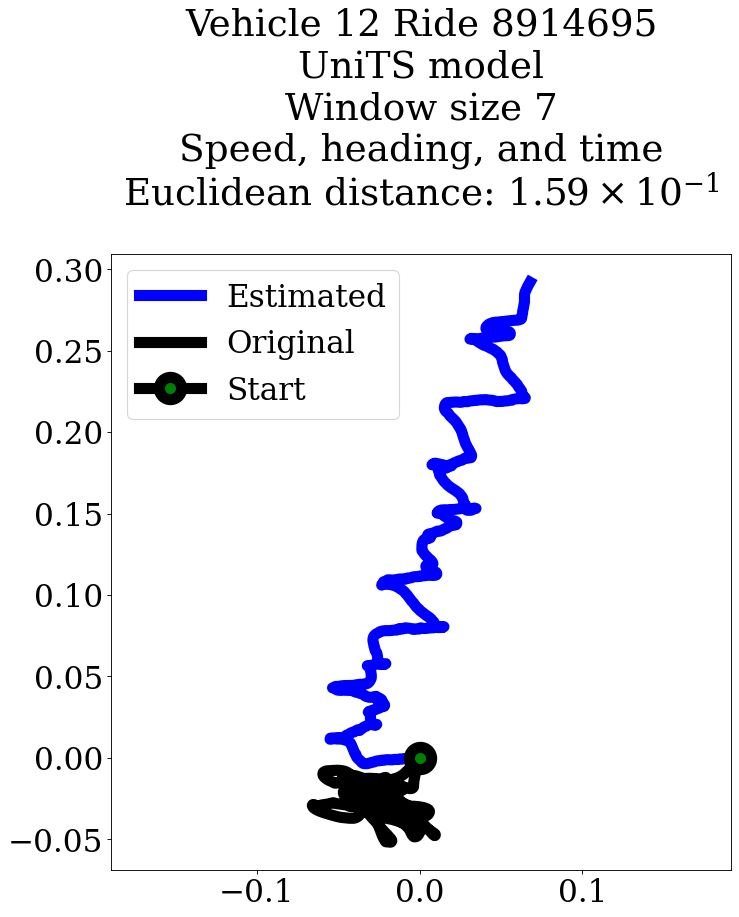 Vehicle 12 Ride 8914695
UniTS model
Window size 7
Speed, heading, and time
Euclidean distance: $1.59 \times 10^{-1}$
Estimated
Original
Start
0.30
0.25
0.20
0.15
0.10
0.05
0.00
−0.05
−0.1
0.0
0.1